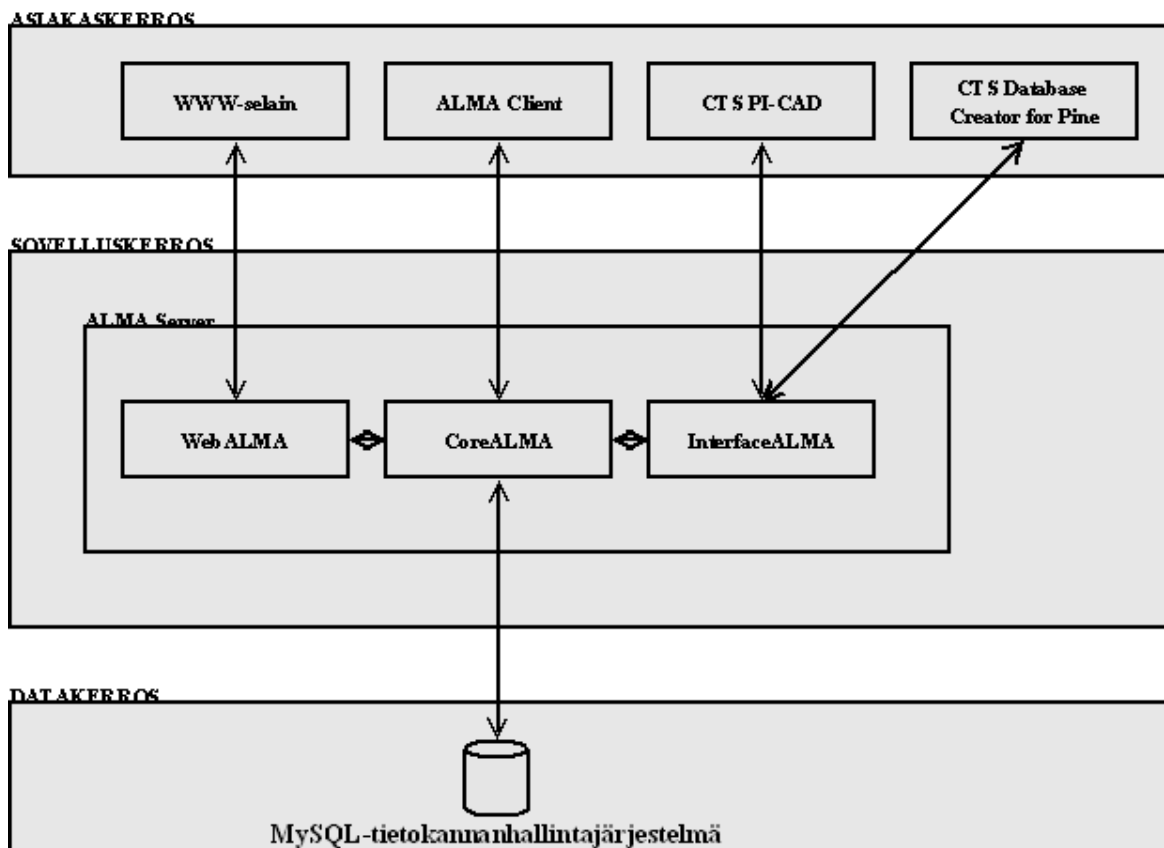 ASIAKASKERROS
WWW-selain
ALMA Client
CTS PI-CAD
CTS Database
Creator for Pine
SOVELLUSKERROS
ALMA Server
WebALMA
CoreALMA
InterfaceALMA
DATAKERROS
MySQL-tietokannanhallintajärjestelmä